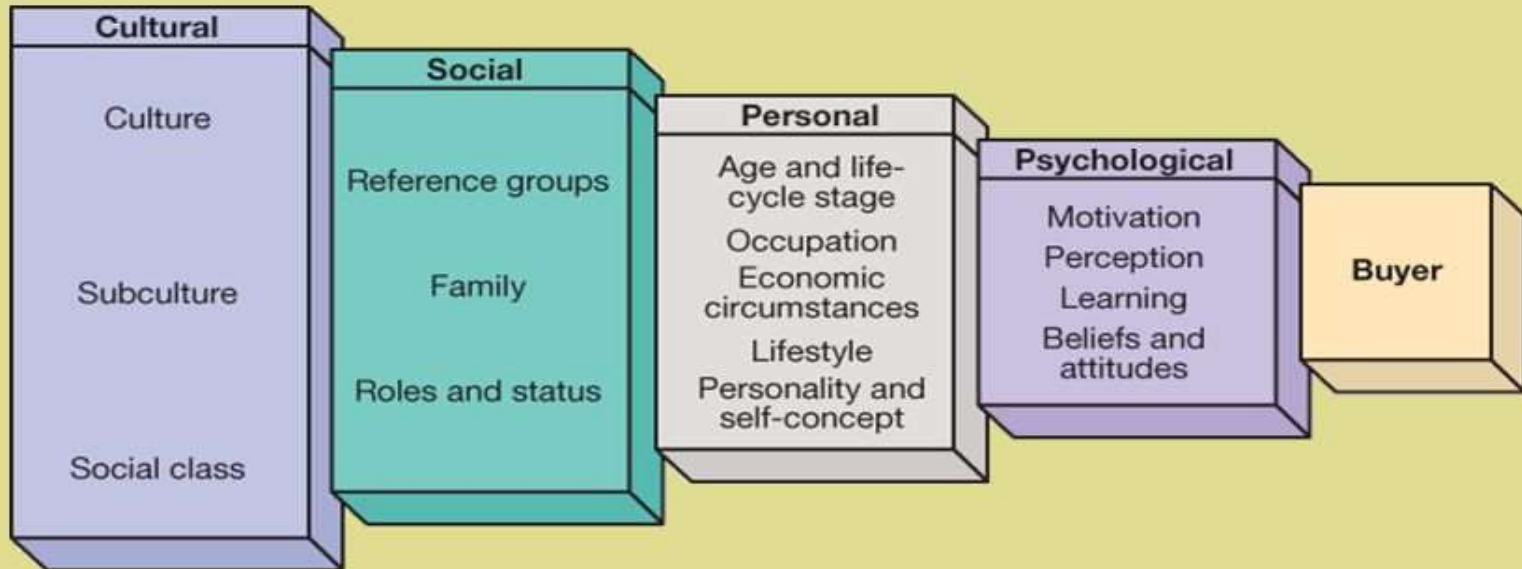 Cultural
Culture
Subculture
Social class
Social
Reference groups
Family
Roles and status
Personal
Age and life-
cycle stage
Occupation
Economic
circumstances
Lifestyle
Personality and
self-concept
Psychological
Motivation
Perception
Learning
Beliefs and
attitudes
Buyer